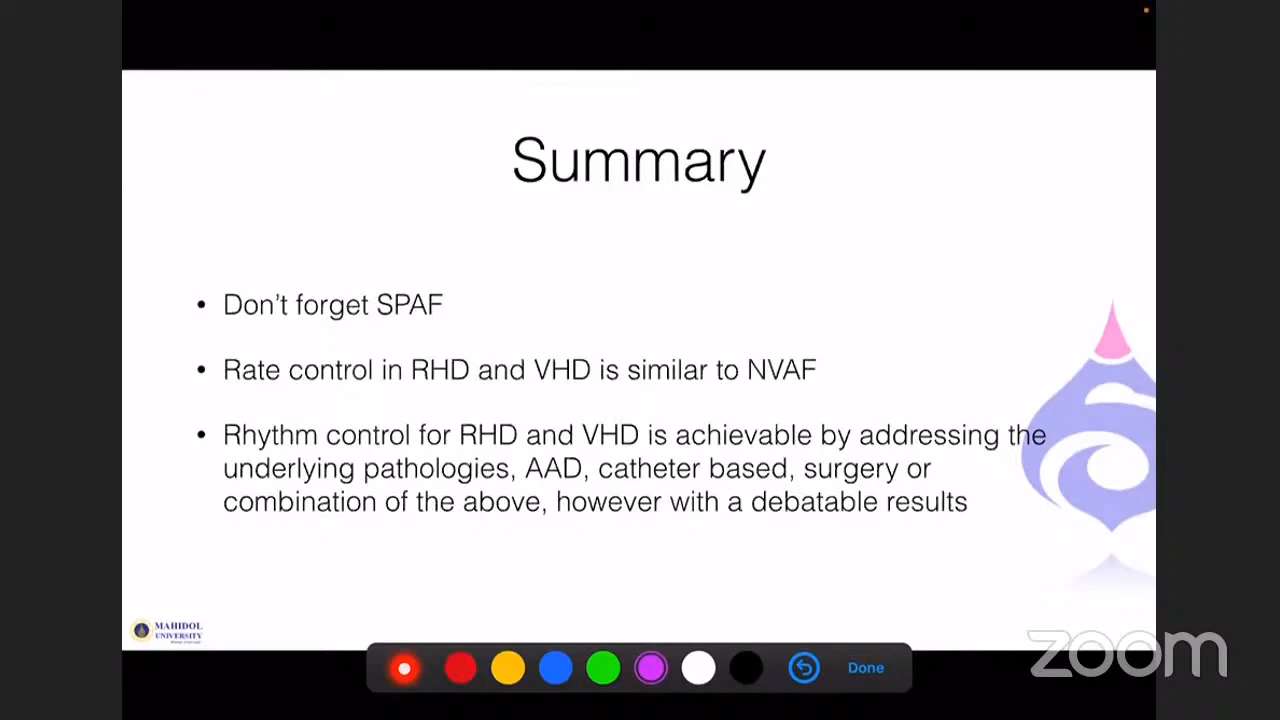 Summary
• Don’t forget SPAF
• Rate control in RHD and VHD is similar to NVAF
• Rhythm control for RHD and VHD is achievable by addressing the
underlying pathologies, AAD, catheter based, surgery or
combination of the above, however with a debatable results
MAHIDOL
UNIVERSITY
Done
zoom